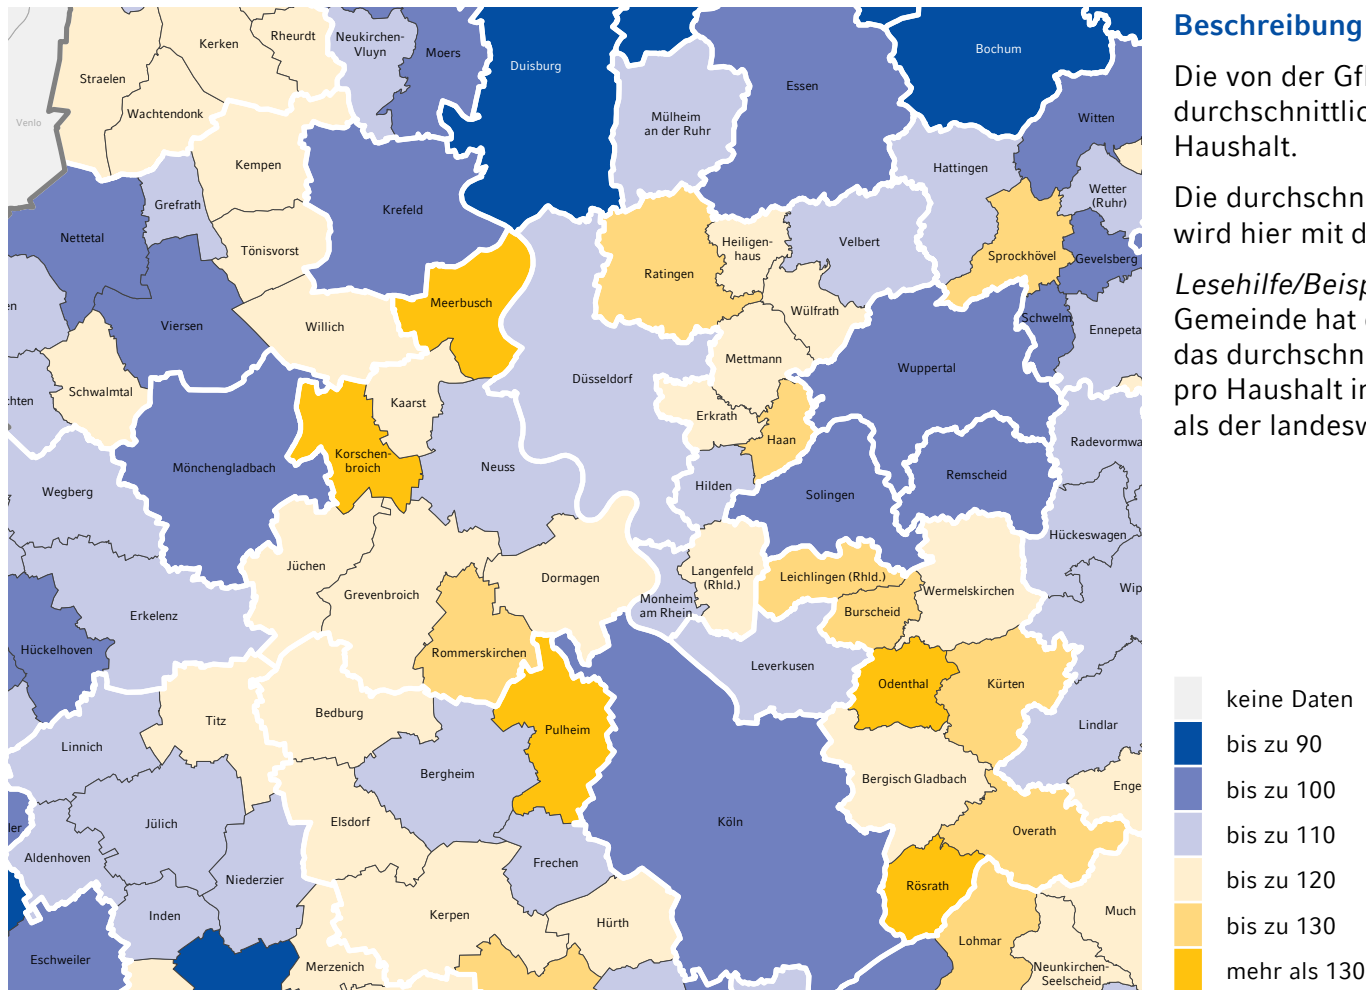 Kerken
Rheurdt
Neukirchen-
Vluyn
Moers
Duisburg
Bochum
Straelen
Essen
Wachtendonk
Venlo
Mülheim
an der Ruhr
Witten
Kempen
Hattingen
Wetter
(Ruhr)
Grefrath
Krefeld
Nettetal
Tönisvorst
Heiligen-
haus
Velbert
Sprockhövel
Gevelsberg
Ratingen
en
Meerbusch
Viersen
Willich
Wülfrath
Schwelm
Ennepeta
Mettmann
Wuppertal
Düsseldorf
Schwalmtal
chten
Kaarst
Erkrath
Haan
Radevormwa
Korschen-
broich
Mönchengladbach
Neuss
Remscheid
Wegberg
Hilden
Solingen
Hückeswagen
Jüchen
Dormagen
Langenfeld
(Rhld.)
Leichlingen (Rhld.)
Wermelskirchen
Wip
Grevenbroich
Monheim
am Rhein
Burscheid
Erkelenz
Hückelhoven
Rommerskirchen
Leverkusen
Odenthal
Kürten
Titz
Bedburg
Pulheim
Lindlar
Linnich
Bergheim
Bergisch Gladbach
Enge
Jülich
Elsdorf
Köln
Overath
ler
Aldenhoven
Frechen
Niederzier
Rösrath
Inden
Kerpen
Hürth
Much
Lohmar
Eschweiler
Merzenich
Neunkirchen-
Seelscheid
Beschreibung
Die von der Gf
durchschnittlic
Haushalt.
Die durchschn
wird hier mit d
Lesehilfe/Beisp
Gemeinde hat
das durchschn
pro Haushalt i
als der landesw
keine Daten
bis zu 90
bis zu 100
bis zu 110
bis zu 120
bis zu 130
mehr als 130